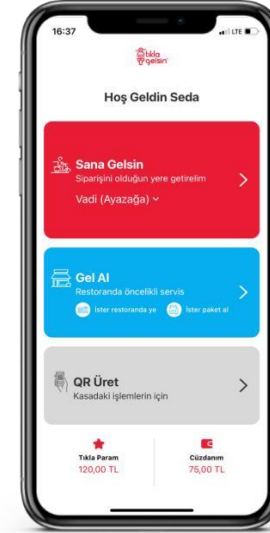 16:37
LTE
tıkla
gelsin
Hoş Geldin Seda
Sana Gelsin
Siparişini olduğun yere getirelim
Vadi (Ayazağa)
Gel Al
Restoranda öncelikli servis
İster restoranda ye
İster paket al
QR Üret
Kasadaki işlemlerin için
Tıkla Param
120,00 TL
Cüzdanım
75,00 TL